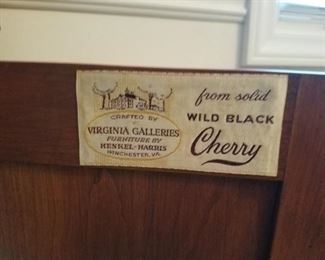 CRAFTED BY
VIRGINIA GALLERIES
FURNITURE BY
HENKEL-HARRIS
WINCHESTER, VA.
from solid
WILD BLACK
Cherry